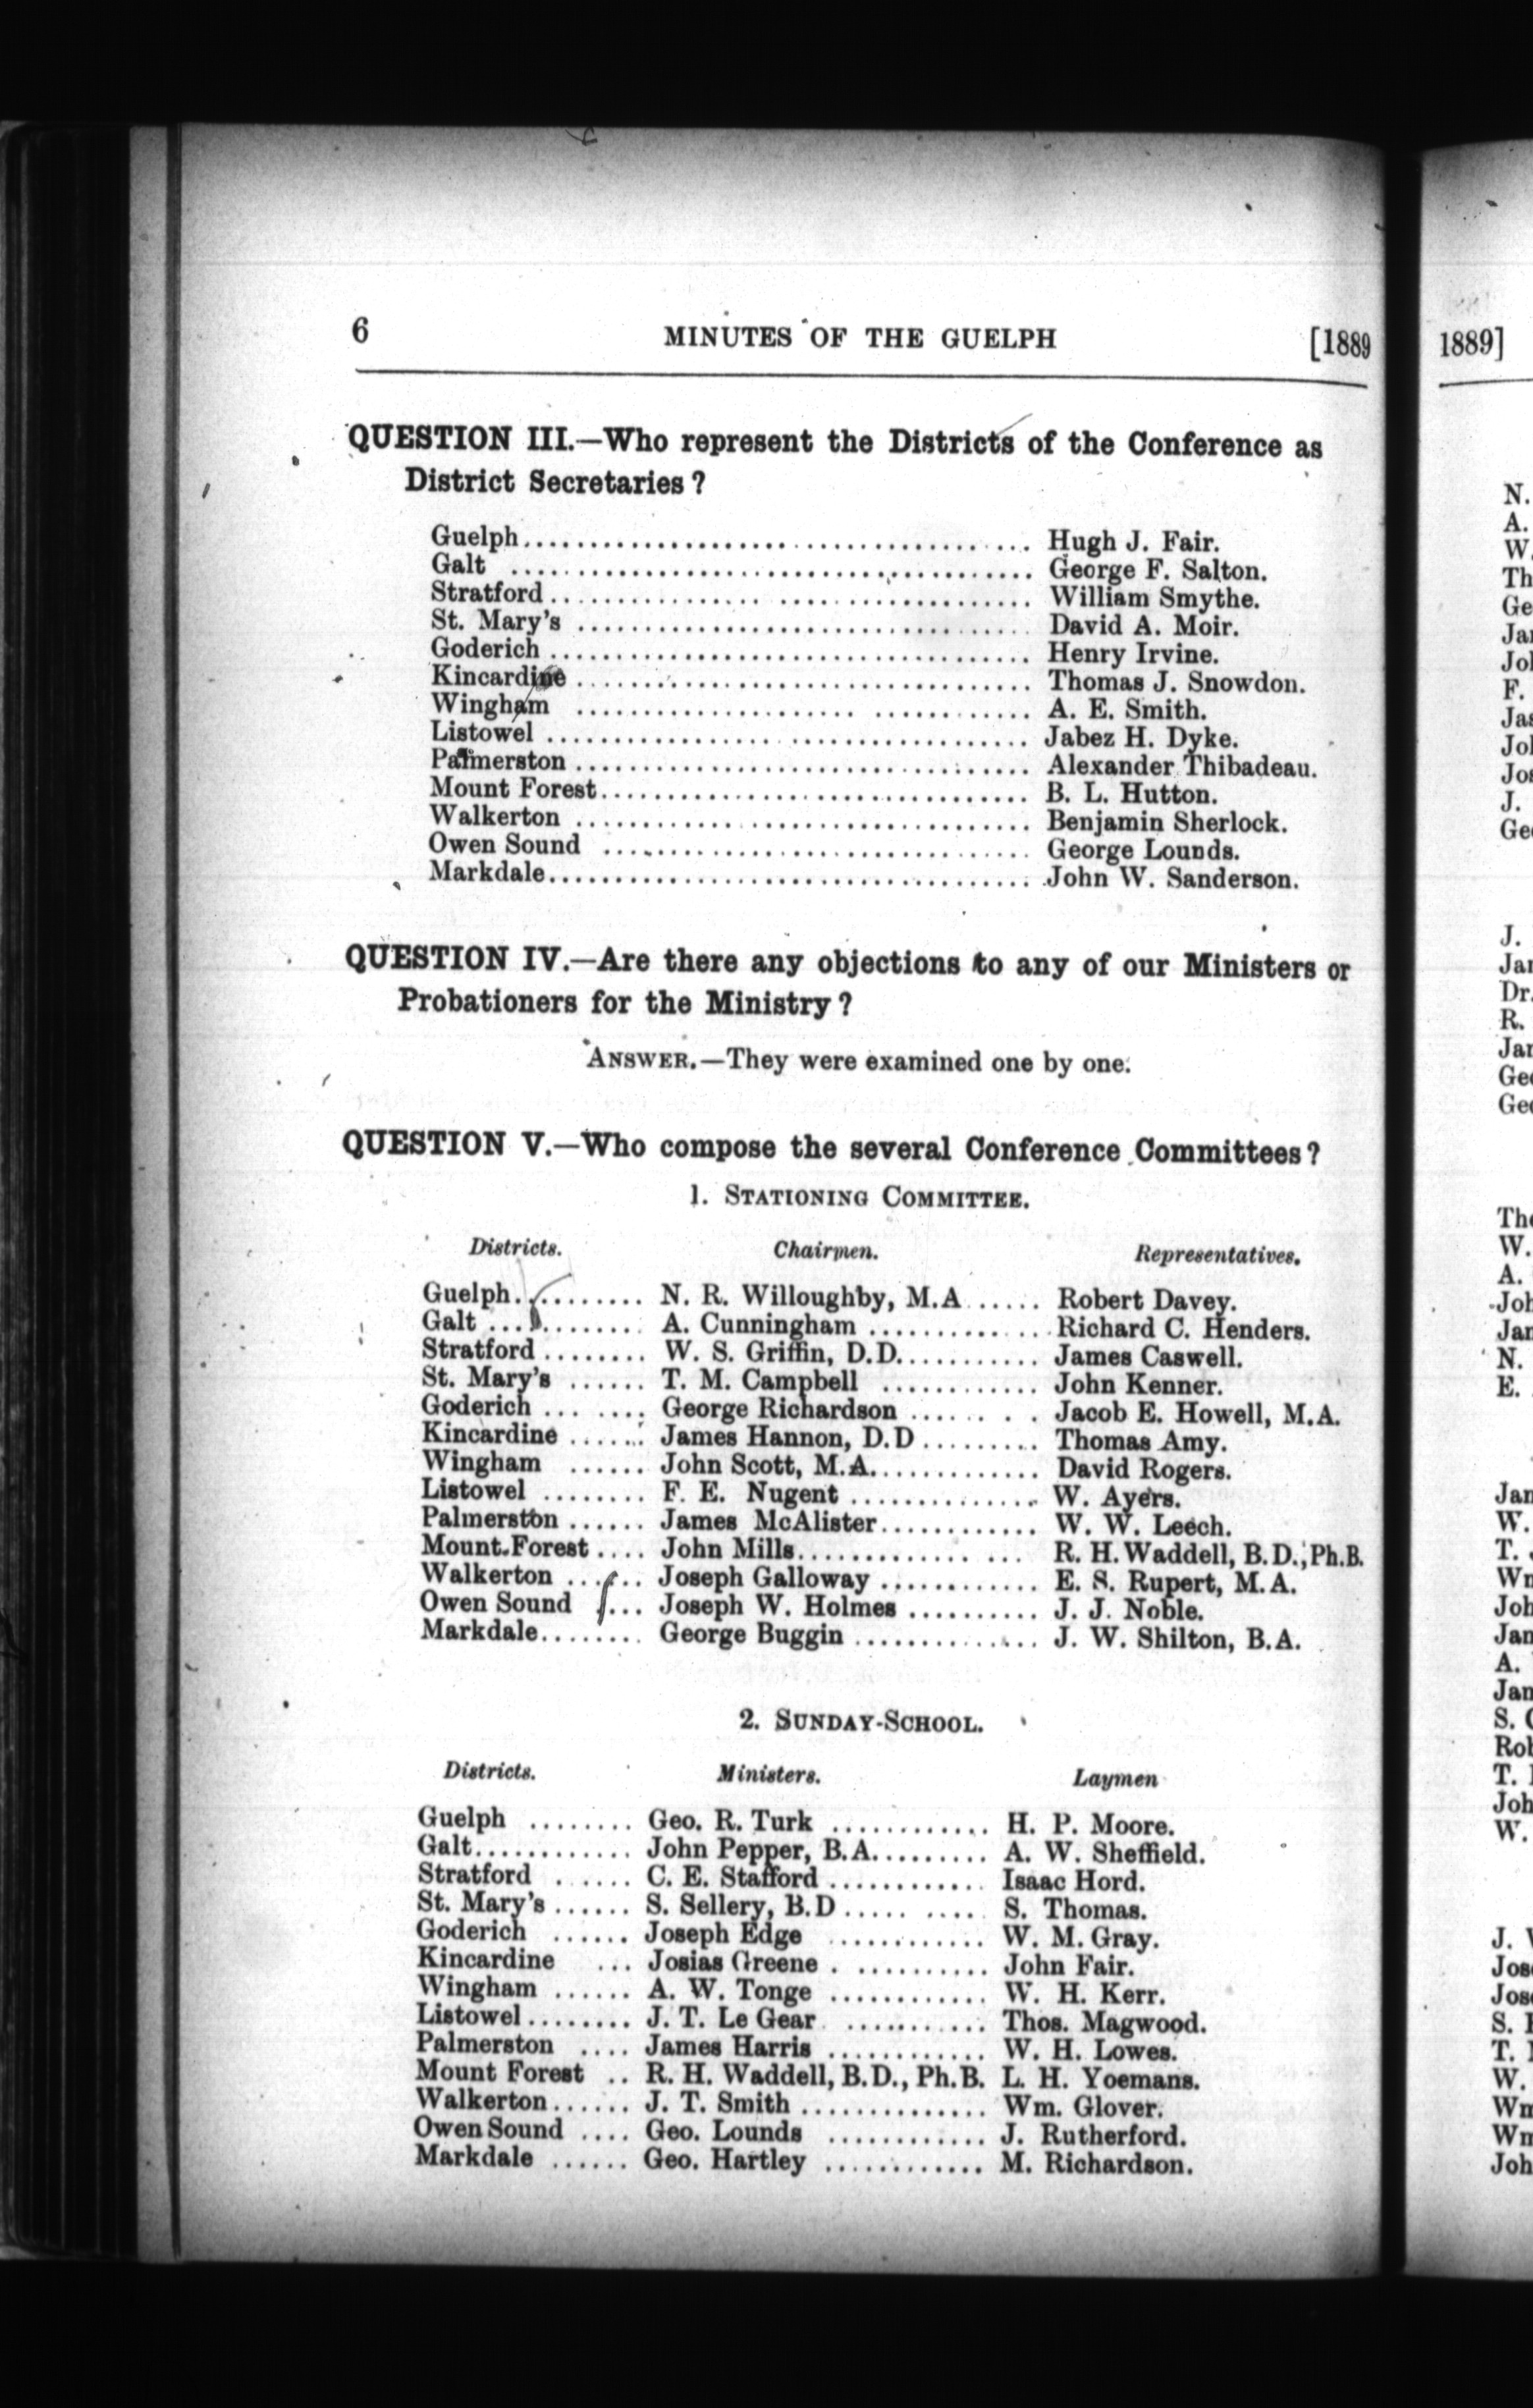 6 MINUTES OF THE GUELPH [1889
QUESTION III.—Who represent the Districts of the Conference as
District Secretaries?
Guelph.................................... Hugh J. Fair.
Galt .................................... George F. Salton.
Stratford.................................... William Smythe.
St. Mary's .................................... David A. Moir.
Goderich .................................... Henry Irvine.
Kincardine .................................... Thomas J. Snowdon.
Wingham .................................... A. E. Smith.
Listowel .................................... Jabez H. Dyke.
Palmerston .................................... Alexander Thibadeau.
Mount Forest.................................... B. L. Hutton.
Walkerton .................................... Benjamin Sherlock.
Owen Sound .................................... George Lounds.
Markdale.................................... John W. Sanderson.
QUESTION IV.—Are there any objections to any of our Ministers or
Probationers for the Ministry?
ANSWER.—They were examined one by one.
QUESTION V.—Who compose the several Conference Committees?
1. STATIONING COMMITTEE.
Districts. Chairmen. Representatives.
Guelph.......... N. R. Willoughby, M.A ...... Robert Davey.
Galt ............ A. Cunningham .............. Richard C. Henders.
Stratford ........ W. S. Griffin, D.D........... James Caswell.
St. Mary's ...... T. M. Campbell ............ John Kenner.
Goderich ........ George Richardson ........ Jacob E. Howell, M.A.
Kincardine ...... James Hannon, D.D ......... Thomas Amy.
Wingham ...... John Scott, M.A............. David Rogers.
Listowel ........ F. E. Nugent .............. W. Ayers.
Palmerston ...... James McAlister............ W. W. Leech.
Mount Forest .... John Mills................. R. H. Waddell, B.D., Ph.B.
Walkerton ...... Joseph Galloway ............ E. S. Rupert, M.A.
Owen Sound .... Joseph W. Holmes .......... J. J. Noble.
Markdale........ George Buggin .............. J. W. Shilton, B.A.
2. SUNDAY-SCHOOL.
Districts. Ministers. Laymen
Guelph ........ Geo. R. Turk ............ H. P. Moore.
Galt............ John Pepper, B.A......... A. W. Sheffield.
Stratford ...... C. E. Stafford ............ Isaac Hord.
St. Mary's ...... S. Sellery, B.D ......... S. Thomas.
Goderich ...... Joseph Edge ............ W. M. Gray.
Kincardine ... Josias Greene . .......... John Fair.
Wingham ...... A. W. Tonge ............ W. H. Kerr.
Listowel........ J. T. Le Gear ........... Thos. Magwood.
Palmerston .... James Harris ............ W. H. Lowes.
Mount Forest .. R. H. Waddell, B.D., Ph.B. L. H. Yoemans.
Walkerton...... J. T. Smith .............. Wm. Glover.
Owen Sound .... Geo. Lounds ............ J. Rutherford.
Markdale ...... Geo. Hartley ............ M. Richardson.
1889]
N.
A.
W.
Th
Ge
F.
J.
J.
Dr.
R.
W.
A.
N.
E.
W.
T.
A.
T.
W.
J.
T.
W.